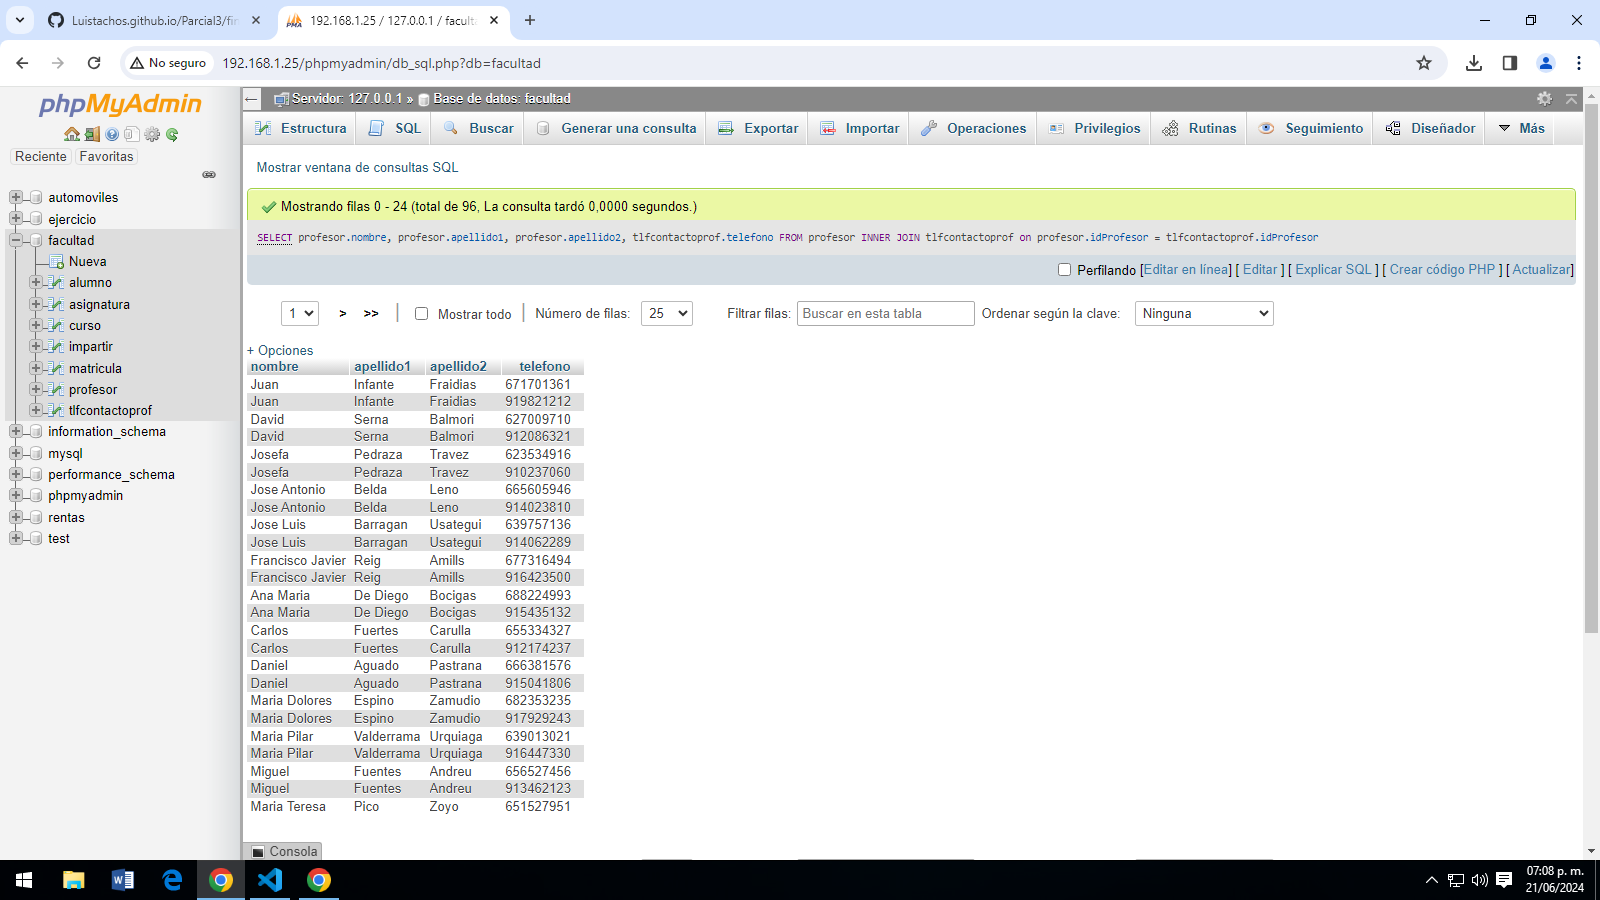 Luistachos.github.io/Parcial3/fin
192.168.1.25 / 127.0.0.1 / faculta
No seguro
192.168.1.25/phpmyadmin/db_sql.php?db=facultad
phpMyAdmin
Reciente
Favoritas
automoviles
ejercicio
facultad
Nueva
alumno
asignatura
curso
impartir
matricula
profesor
tlfcontactoprof
information_schema
mysql
performance_schema
phpmyadmin
rentas
test
Servidor: 127.0.0.1 » Base de datos: facultad
Estructura
SQL
Buscar
Generar una consulta
Exportar
Importar
Operaciones
Privilegios
Rutinas
Seguimiento
Diseñador
Más
Mostrar ventana de consultas SQL
Mostrando filas 0 - 24 (total de 96, La consulta tardó 0,0000 segundos.)
SELECT profesor.nombre, profesor.apellido1, profesor.apellido2, tlfcontactoprof.telefono FROM profesor INNER JOIN tlfcontactoprof on profesor.idProfesor = tlfcontactoprof.idProfesor
Perfilando [Editar en línea] [ Editar ] [ Explicar SQL ] [ Crear código PHP ] [ Actualizar]
1 > >> | Mostrar todo | Número de filas: 25 Filtrar filas: Buscar en esta tabla Ordenar según la clave: Ninguna
+ Opciones
nombre apellido1 apellido2 telefono
Juan Infante Fraidias 671701361
Juan Infante Fraidias 919821212
David Serna Balmori 627009710
David Serna Balmori 912086321
Josefa Pedraza Travez 623534916
Josefa Pedraza Travez 910237060
Jose Antonio Belda Leno 665605946
Jose Antonio Belda Leno 914023810
Jose Luis Barragan Usategui 639757136
Jose Luis Barragan Usategui 914062289
Francisco Javier Reig Amills 677316494
Francisco Javier Reig Amills 916423500
Ana Maria De Diego Bocigas 688224993
Ana Maria De Diego Bocigas 915435132
Carlos Fuertes Carulla 655334327
Carlos Fuertes Carulla 912174237
Daniel Aguado Pastrana 666381576
Daniel Aguado Pastrana 915041806
Maria Dolores Espino Zamudio 682353235
Maria Dolores Espino Zamudio 917929243
Maria Pilar Valderrama Urquiaga 639013021
Maria Pilar Valderrama Urquiaga 916447330
Miguel Fuentes Andreu 656527456
Miguel Fuentes Andreu 913462123
Maria Teresa Pico Zoyo 651527951
Consola
07:08 p. m.
21/06/2024